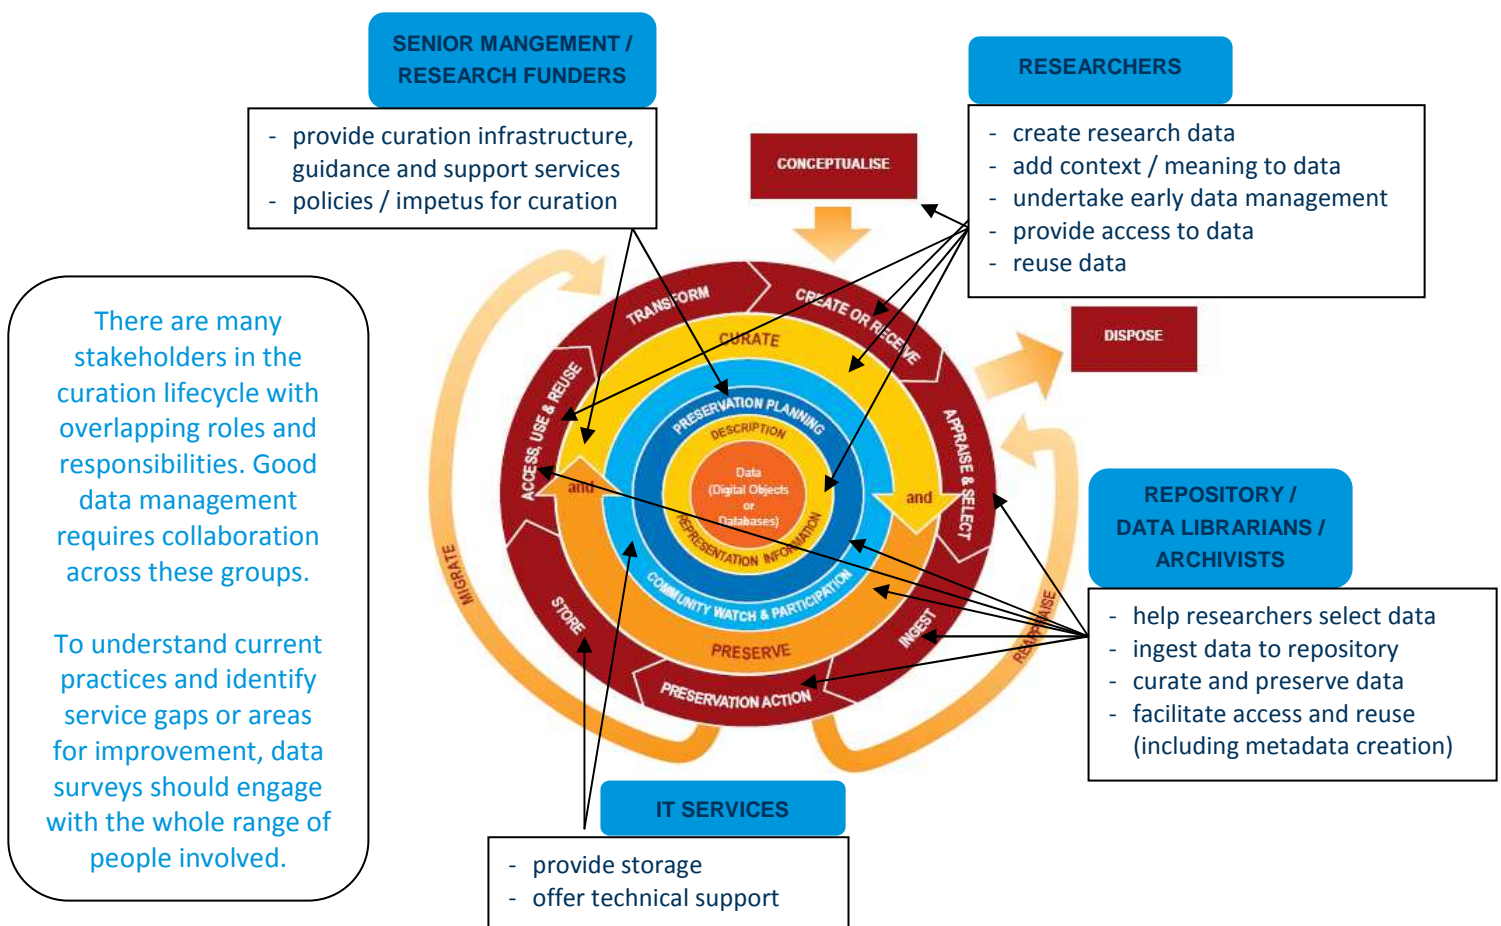 SENIOR MANGEMENT /
RESEARCH FUNDERS
- provide curation infrastructure,
guidance and support services
- policies / impetus for curation
RESEARCHERS
- create research data
- add context / meaning to data
- undertake early data management
- provide access to data
- reuse data
CONCEPTUALISE
DISPOSE
There are many
stakeholders in the
curation lifecycle with
overlapping roles and
responsibilities. Good
data management
requires collaboration
across these groups.
To understand current
practices and identify
service gaps or areas
for improvement, data
surveys should engage
with the whole range of
people involved.
TRANSFORM
CREATE OR RECEIVE
APPRAISE & SELECT
INGEST
PRESERVATION ACTION
STORE
ACCESS, USE & REUSE
CURATE
and
PRESERVE
and
COMMUNITY WATCH & PARTICIPATION
PRESERVATION PLANNING
DESCRIPTION
REPRESENTATION INFORMATION
Data
(Digital Objects
or
Databases)
MIGRATE
REAPPRAISE
REPOSITORY /
DATA LIBRARIANS /
ARCHIVISTS
- help researchers select data
- ingest data to repository
- curate and preserve data
- facilitate access and reuse
(including metadata creation)
IT SERVICES
- provide storage
- offer technical support